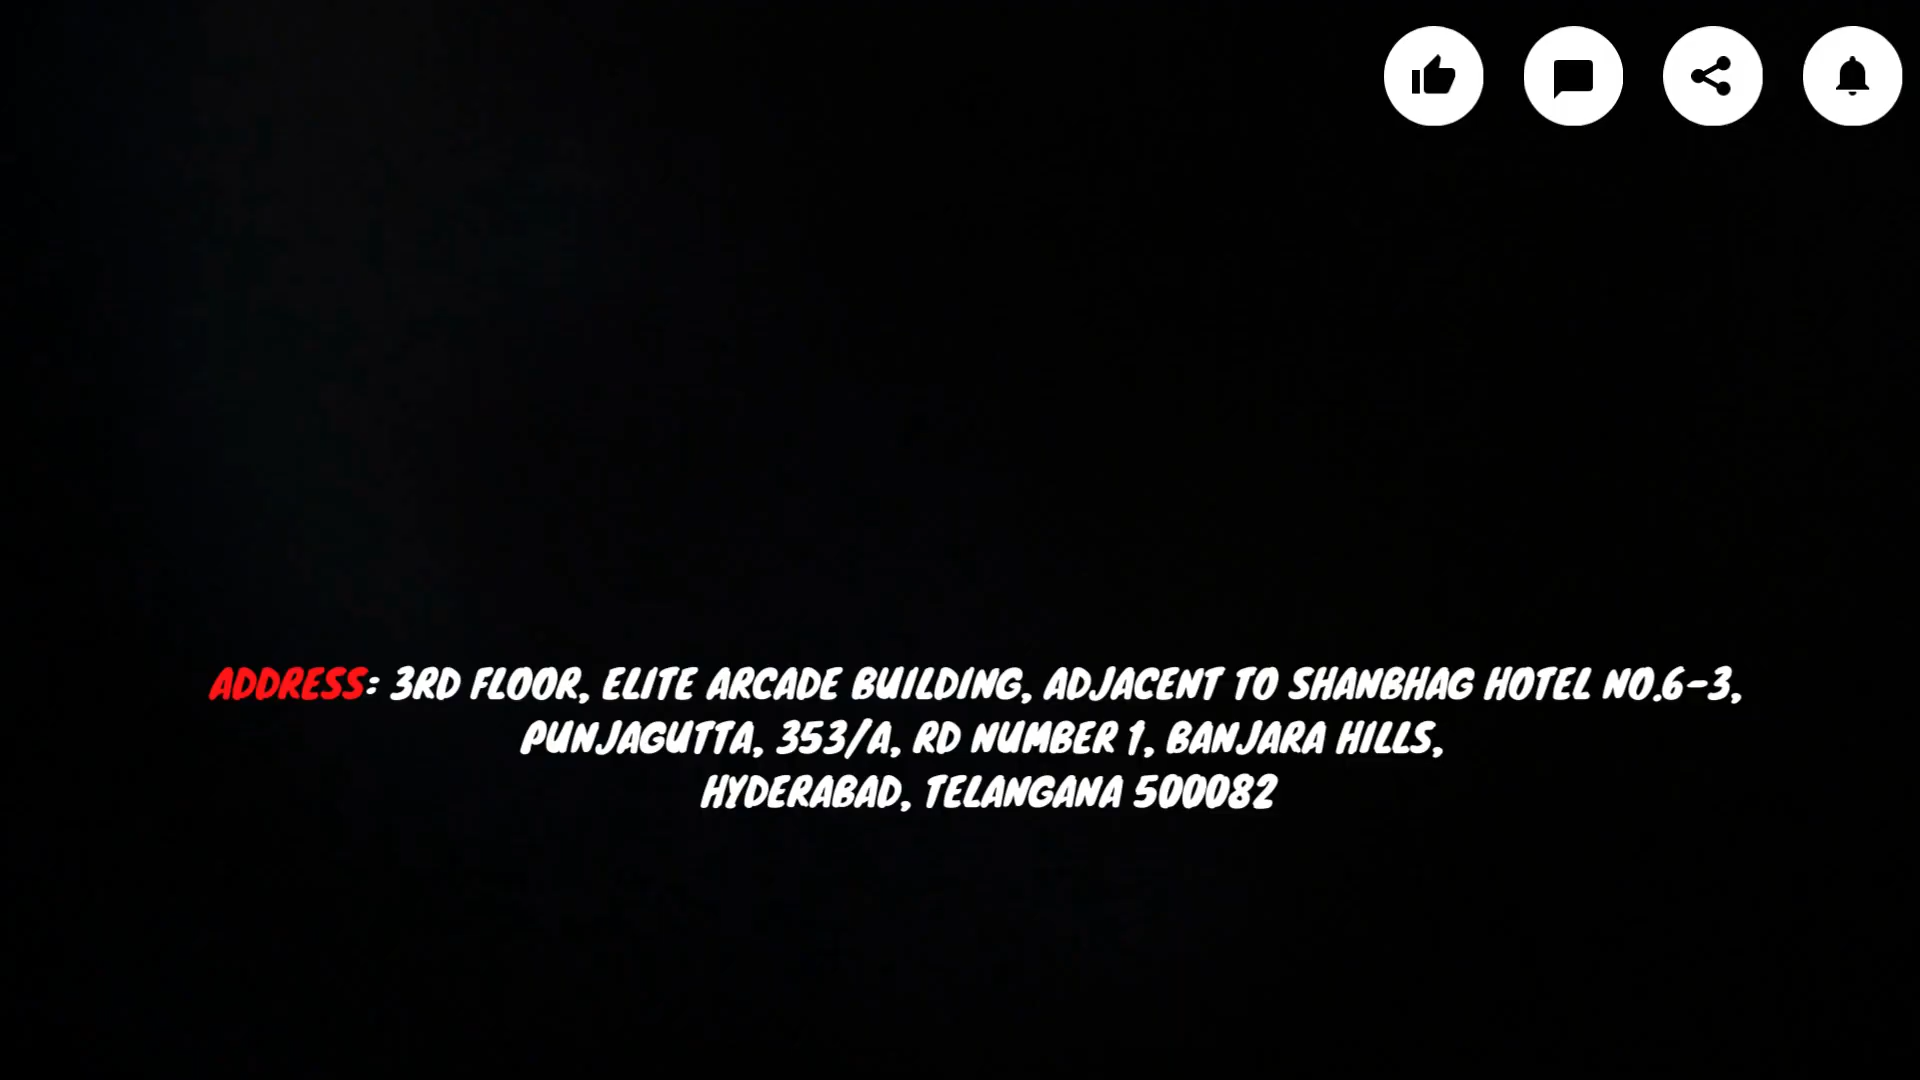 ADDRESS: 3RD FLOOR, ELITE ARCADE BUILDING, ADJACENT TO SHANBHAG HOTEL NO.6-3,
PUNJAGUTTA, 353/A, RD NUMBER 1, BANJARA HILLS,
HYDERABAD, TELANGANA 500082